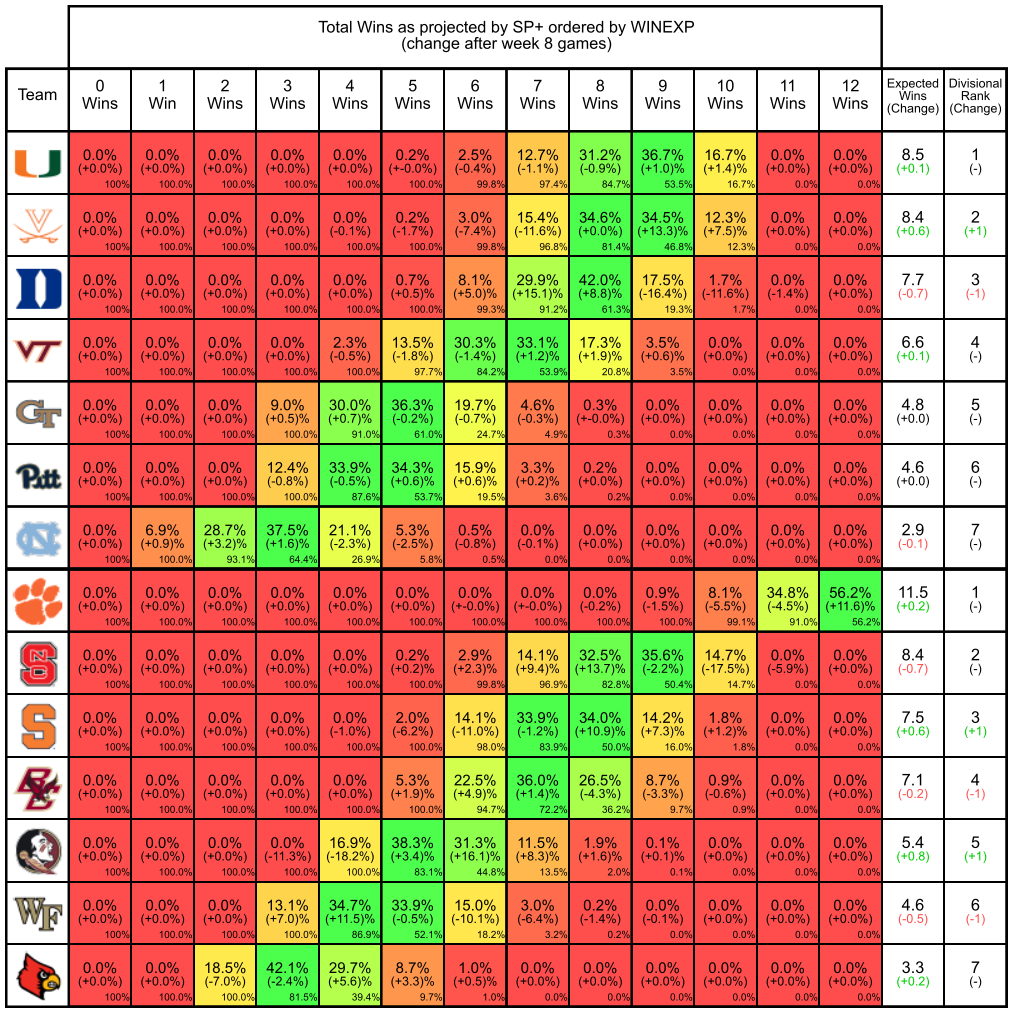 Total Wins as projected by SP+ ordered by WINEXP
(change after week 8 games)
Team 0 Wins 1 Win 2 Wins 3 Wins 4 Wins 5 Wins 6 Wins 7 Wins 8 Wins 9 Wins 10 Wins 11 Wins 12 Wins Expected Wins (Change) Divisional Rank (Change)
U 0.0% 0.0% 0.0% 0.0% 0.0% 0.2% 2.5% 12.7% 31.2% 36.7% 16.7% 0.0% 0.0% 8.5 1
(+0.0%) (+0.0%) (+0.0%) (+0.0%) (+0.0%) (+-0.0%) (-0.4%) (-1.1%) (-0.9%) (+1.0)% (+1.4)% (+0.0%) (+0.0%) (+0.1) (-)
100% 100.0% 100.0% 100.0% 100.0% 100.0% 99.8% 97.4% 84.7% 53.5% 16.7% 0.0% 0.0%
V 0.0% 0.0% 0.0% 0.0% 0.0% 0.2% 3.0% 15.4% 34.6% 34.5% 12.3% 0.0% 0.0% 8.4 2
(+0.0%) (+0.0%) (+0.0%) (+0.0%) (-0.1%) (-1.7%) (-7.4%) (-11.6%) (+0.0)% (+13.3)% (+7.5)% (+0.0%) (+0.0%) (+0.6) (+1)
100% 100.0% 100.0% 100.0% 100.0% 100.0% 99.8% 96.8% 81.4% 46.8% 12.3% 0.0% 0.0%
D 0.0% 0.0% 0.0% 0.0% 0.0% 0.7% 8.1% 29.9% 42.0% 17.5% 1.7% 0.0% 0.0% 7.7 3
(+0.0%) (+0.0%) (+0.0%) (+0.0%) (+0.0%) (+0.5)% (+5.0)% (+15.1)% (+8.8)% (-16.4%) (-11.6%) (-1.4%) (+0.0%) (-0.7) (-1)
100% 100.0% 100.0% 100.0% 100.0% 100.0% 99.3% 91.2% 61.3% 19.3% 1.7% 0.0% 0.0%
VT 0.0% 0.0% 0.0% 0.0% 2.3% 13.5% 30.3% 33.1% 17.3% 3.5% 0.0% 0.0% 0.0% 6.6 4
(+0.0%) (+0.0%) (+0.0%) (+0.0%) (-0.5%) (-1.8%) (-1.4%) (+1.2)% (+1.9)% (+0.6)% (+0.0%) (+0.0%) (+0.0%) (+0.1) (-)
100% 100.0% 100.0% 100.0% 100.0% 97.7% 84.2% 53.9% 20.8% 3.5% 0.0% 0.0% 0.0%
GT 0.0% 0.0% 0.0% 9.0% 30.0% 36.3% 19.7% 4.6% 0.3% 0.0% 0.0% 0.0% 0.0% 4.8 5
(+0.0%) (+0.0%) (+0.0%) (+0.5)% (+0.7)% (-0.2%) (-0.7%) (-0.3%) (+-0.0%) (+0.0%) (+0.0%) (+0.0%) (+0.0%) (+0.0) (-)
100% 100.0% 100.0% 100.0% 91.0% 61.0% 24.7% 4.9% 0.3% 0.0% 0.0% 0.0% 0.0%
Pitt 0.0% 0.0% 0.0% 12.4% 33.9% 34.3% 15.9% 3.3% 0.2% 0.0% 0.0% 0.0% 0.0% 4.6 6
(+0.0%) (+0.0%) (+0.0%) (-0.8%) (-0.5%) (+0.6)% (+0.6)% (+0.2)% (+0.0)% (+0.0%) (+0.0%) (+0.0%) (+0.0%) (+0.0) (-)
100% 100.0% 100.0% 100.0% 87.6% 53.7% 19.5% 3.6% 0.2% 0.0% 0.0% 0.0% 0.0%
NC 0.0% 6.9% 28.7% 37.5% 21.1% 5.3% 0.5% 0.0% 0.0% 0.0% 0.0% 0.0% 0.0% 2.9 7
(+0.0%) (+0.9)% (+3.2)% (+1.6)% (-2.3%) (-2.5%) (-0.8%) (-0.1%) (+0.0%) (+0.0%) (+0.0%) (+0.0%) (+0.0%) (-0.1) (-)
100% 100.0% 93.1% 64.4% 26.9% 5.8% 0.5% 0.0% 0.0% 0.0% 0.0% 0.0% 0.0%
0.0% 0.0% 0.0% 0.0% 0.0% 0.0% 0.0% 0.0% 0.0% 0.9% 8.1% 34.8% 56.2% 11.5 1
(+0.0%) (+0.0%) (+0.0%) (+0.0%) (+0.0%) (+0.0%) (+-0.0%) (+-0.0%) (-0.2%) (-1.5%) (-5.5%) (-4.5%) (+11.6)% (+0.2) (-)
100% 100.0% 100.0% 100.0% 100.0% 100.0% 100.0% 100.0% 100.0% 100.0% 99.1% 91.0% 56.2%
NCS 0.0% 0.0% 0.0% 0.0% 0.0% 0.2% 2.9% 14.1% 32.5% 35.6% 14.7% 0.0% 0.0% 8.4 2
(+0.0%) (+0.0%) (+0.0%) (+0.0%) (+0.0%) (+0.2)% (+2.3)% (+9.4)% (+13.7)% (-2.2%) (-17.5%) (-5.9%) (+0.0%) (-0.7) (-)
100% 100.0% 100.0% 100.0% 100.0% 100.0% 99.8% 96.9% 82.8% 50.4% 14.7% 0.0% 0.0%
S 0.0% 0.0% 0.0% 0.0% 0.0% 2.0% 14.1% 33.9% 34.0% 14.2% 1.8% 0.0% 0.0% 7.5 3
(+0.0%) (+0.0%) (+0.0%) (+0.0%) (-1.0%) (-6.2%) (-11.0%) (-1.2%) (+10.9)% (+7.3)% (+1.2)% (+0.0%) (+0.0%) (+0.6) (+1)
100% 100.0% 100.0% 100.0% 100.0% 100.0% 98.0% 83.9% 50.0% 16.0% 1.8% 0.0% 0.0%
BC 0.0% 0.0% 0.0% 0.0% 0.0% 5.3% 22.5% 36.0% 26.5% 8.7% 0.9% 0.0% 0.0% 7.1 4
(+0.0%) (+0.0%) (+0.0%) (+0.0%) (+0.0%) (+1.9)% (+4.9)% (+1.4)% (-4.3%) (-3.3%) (-0.6%) (+0.0%) (+0.0%) (-0.2) (-1)
100% 100.0% 100.0% 100.0% 100.0% 100.0% 94.7% 72.2% 36.2% 9.7% 0.9% 0.0% 0.0%
0.0% 0.0% 0.0% 0.0% 16.9% 38.3% 31.3% 11.5% 1.9% 0.1% 0.0% 0.0% 0.0% 5.4 5
(+0.0%) (+0.0%) (+0.0%) (-11.3%) (-18.2%) (+3.4)% (+16.1)% (+8.3)% (+1.6)% (+0.1)% (+0.0%) (+0.0%) (+0.0%) (+0.8) (+1)
100% 100.0% 100.0% 100.0% 100.0% 83.1% 44.8% 13.5% 2.0% 0.1% 0.0% 0.0% 0.0%
WF 0.0% 0.0% 0.0% 13.1% 34.7% 33.9% 15.0% 3.0% 0.2% 0.0% 0.0% 0.0% 0.0% 4.6 6
(+0.0%) (+0.0%) (+0.0%) (+7.0)% (+11.5)% (-0.5%) (-10.1%) (-6.4%) (-1.4%) (-0.1%) (+0.0%) (+0.0%) (+0.0%) (-0.5) (-1)
100% 100.0% 100.0% 100.0% 86.9% 52.1% 18.2% 3.2% 0.2% 0.0% 0.0% 0.0% 0.0%
0.0% 0.0% 18.5% 42.1% 29.7% 8.7% 1.0% 0.0% 0.0% 0.0% 0.0% 0.0% 0.0% 3.3 7
(+0.0%) (+0.0%) (-7.0%) (-2.4%) (+5.6)% (+3.3)% (+0.5)% (+0.0%) (+0.0%) (+0.0%) (+0.0%) (+0.0%) (+0.0%) (+0.2) (-)
100% 100.0% 100.0% 81.5% 39.4% 9.7% 1.0% 0.0% 0.0% 0.0% 0.0% 0.0% 0.0%